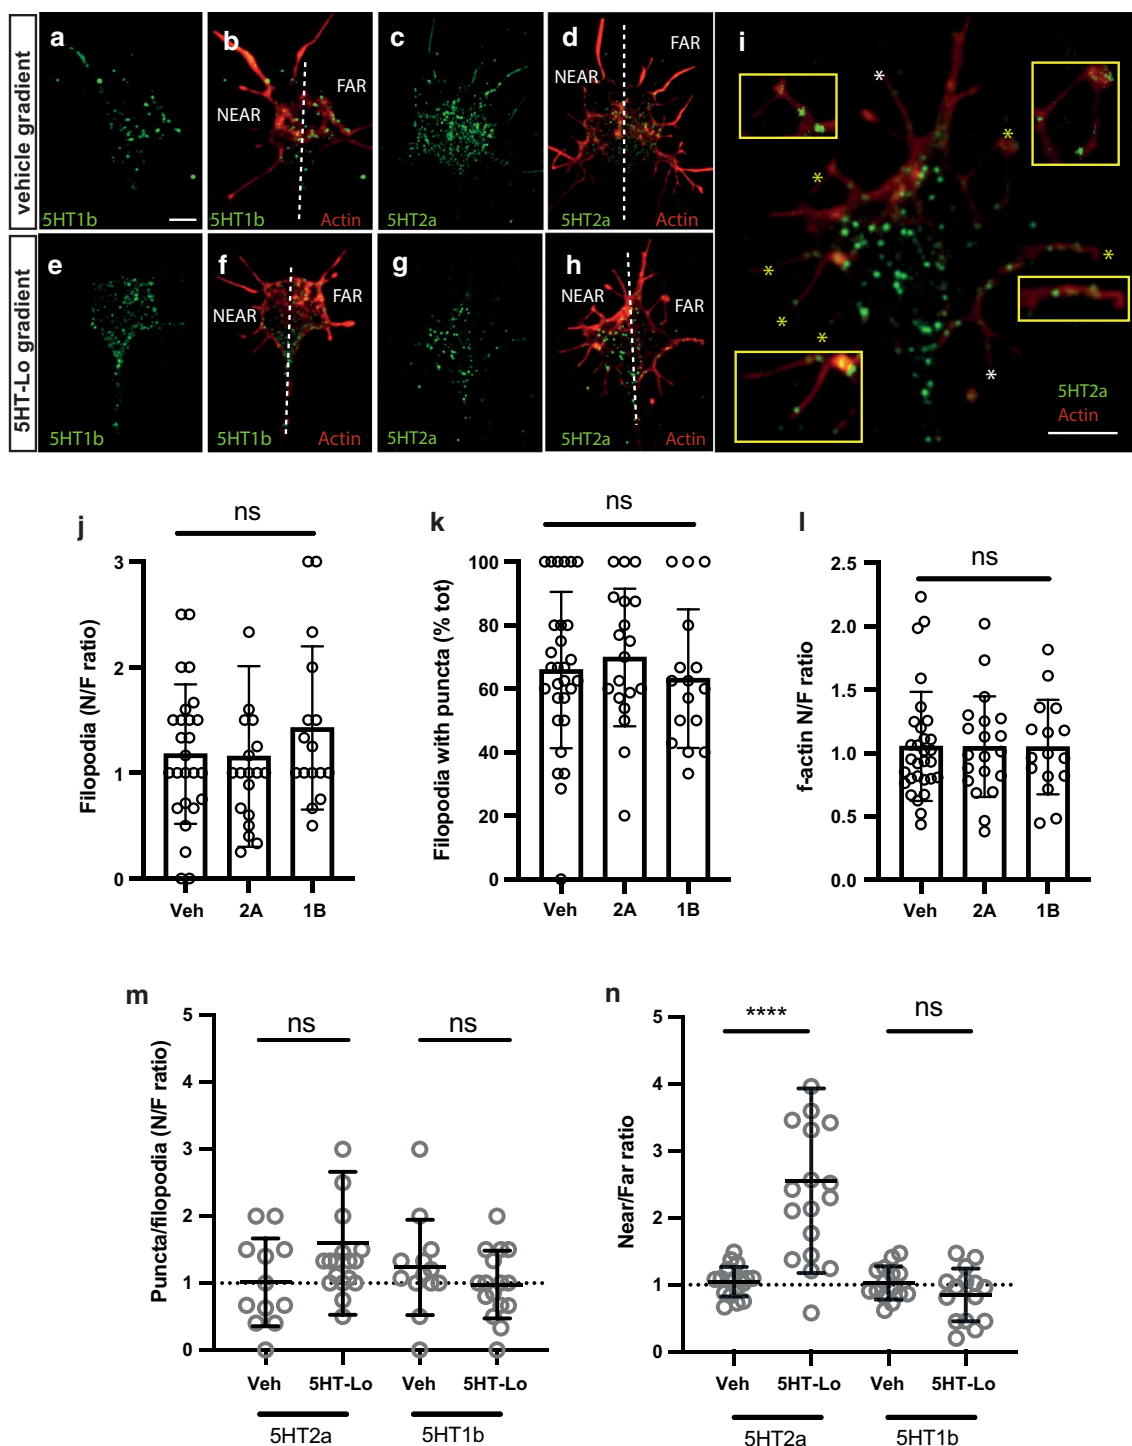 vehicle gradient
a
5HT1b
b
NEAR
FAR
5HT1b
Actin
c
5HT2a
d
NEAR
FAR
5HT2a
Actin
5HT-Lo gradient
e
5HT1b
f
NEAR
FAR
5HT1b
Actin
g
5HT2a
h
NEAR
FAR
5HT2a
Actin
i
*
*
*
*
*
*
*
*
5HT2a
Actin
j
ns
Filopodia (N/F ratio)
3
2
1
0
Veh
2A
1B
k
ns
Filopodia with puncta (% tot)
100
80
60
40
20
0
Veh
2A
1B
l
ns
f-actin N/F ratio
2.5
2.0
1.5
1.0
0.5
0.0
Veh
2A
1B
m
ns
ns
Puncta/filopodia (N/F ratio)
5
4
3
2
1
0
Veh
5HT-Lo
Veh
5HT-Lo
5HT2a
5HT1b
n
****
ns
Near/Far ratio
5
4
3
2
1
0
Veh
5HT-Lo
Veh
5HT-Lo
5HT2a
5HT1b